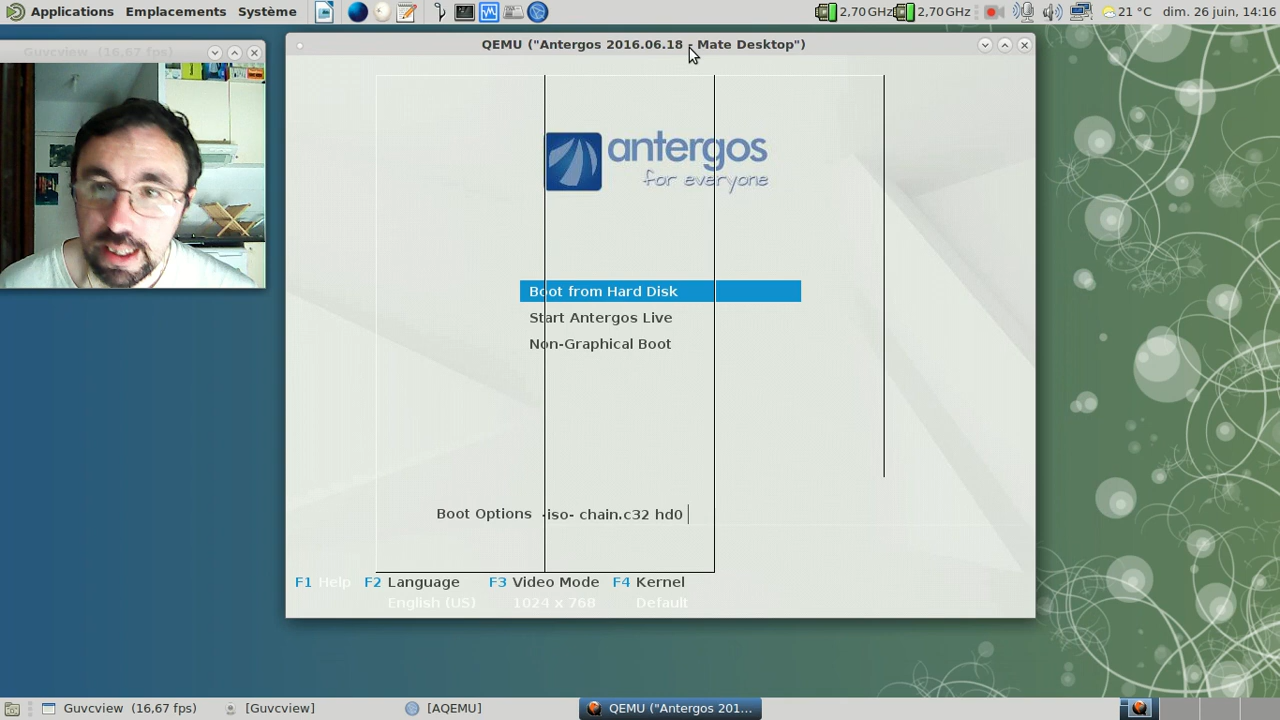 Applications Emplacements Système
2,70 GHz 2,70 GHz 21 °C dim. 26 juin, 14:16
Guvcview (16,67 fps)
QEMU ("Antergos 2016.06.18 - Mate Desktop")
antergos
for everyone
Boot from Hard Disk
Start Antergos Live
Non-Graphical Boot
Boot Options -iso- chain.c32 hd0
F1 Help F2 Language F3 Video Mode F4 Kernel
English (US) 1024 x 768 Default
Guvcview (16,67 fps) [Guvcview] [AQEMU] QEMU ("Antergos 201...